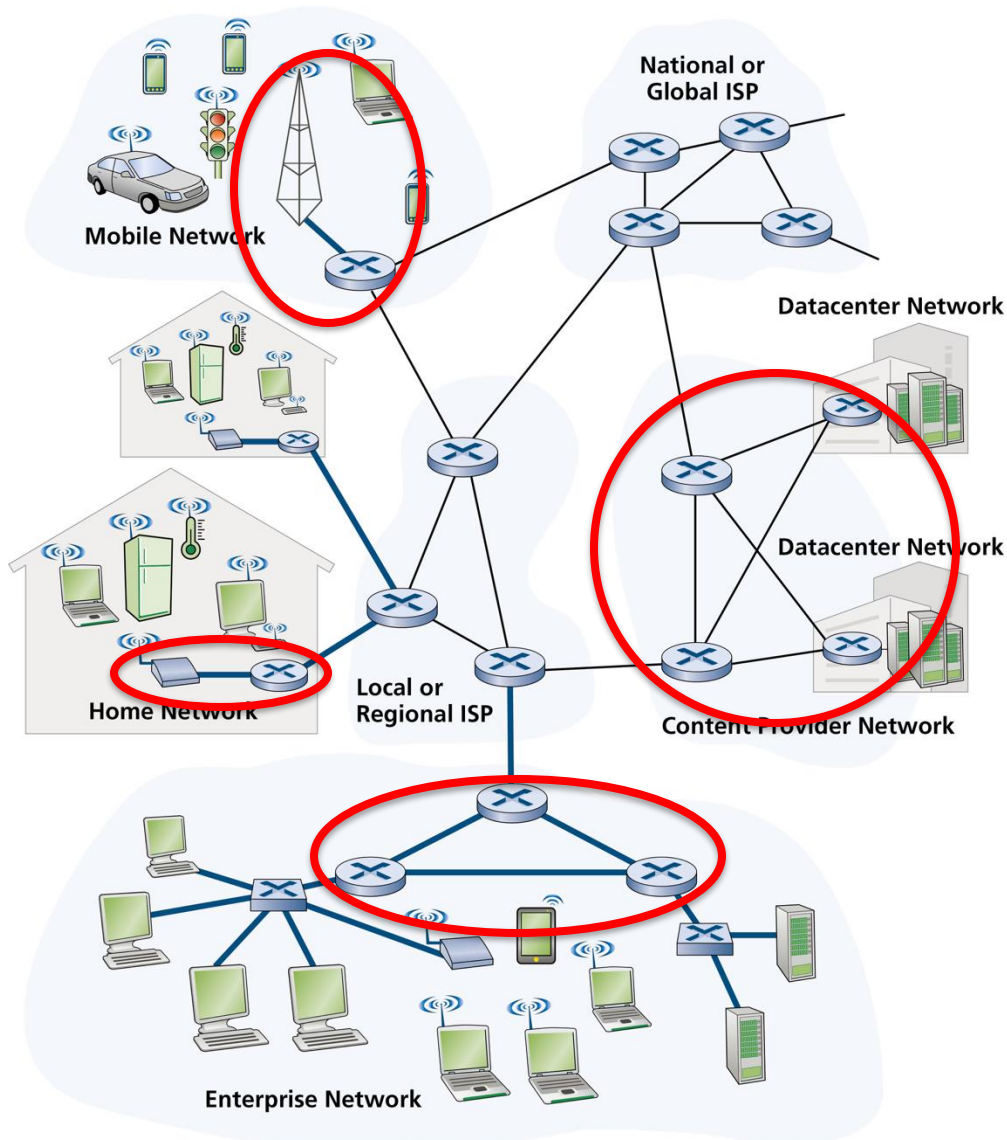 National or
Global ISP
Mobile Network
Datacenter Network
Datacenter Network
Home Network
Local or
Regional ISP
Content Provider Network
Enterprise Network